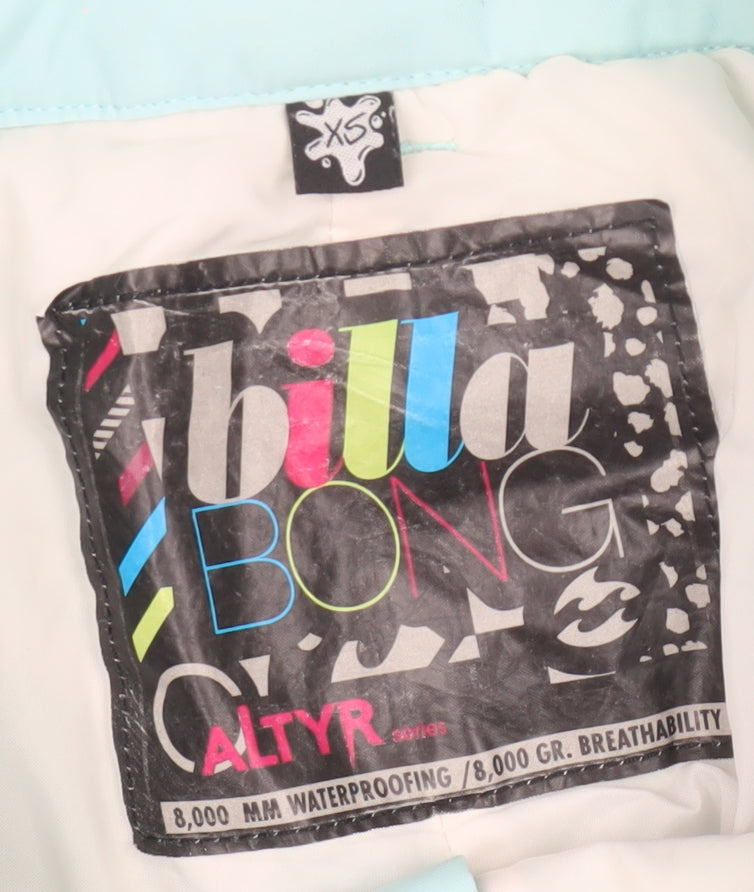 XS
billa
BONG
ALTYR series
8,000 MM WATERPROOFING /8,000 GR. BREATHABILITY